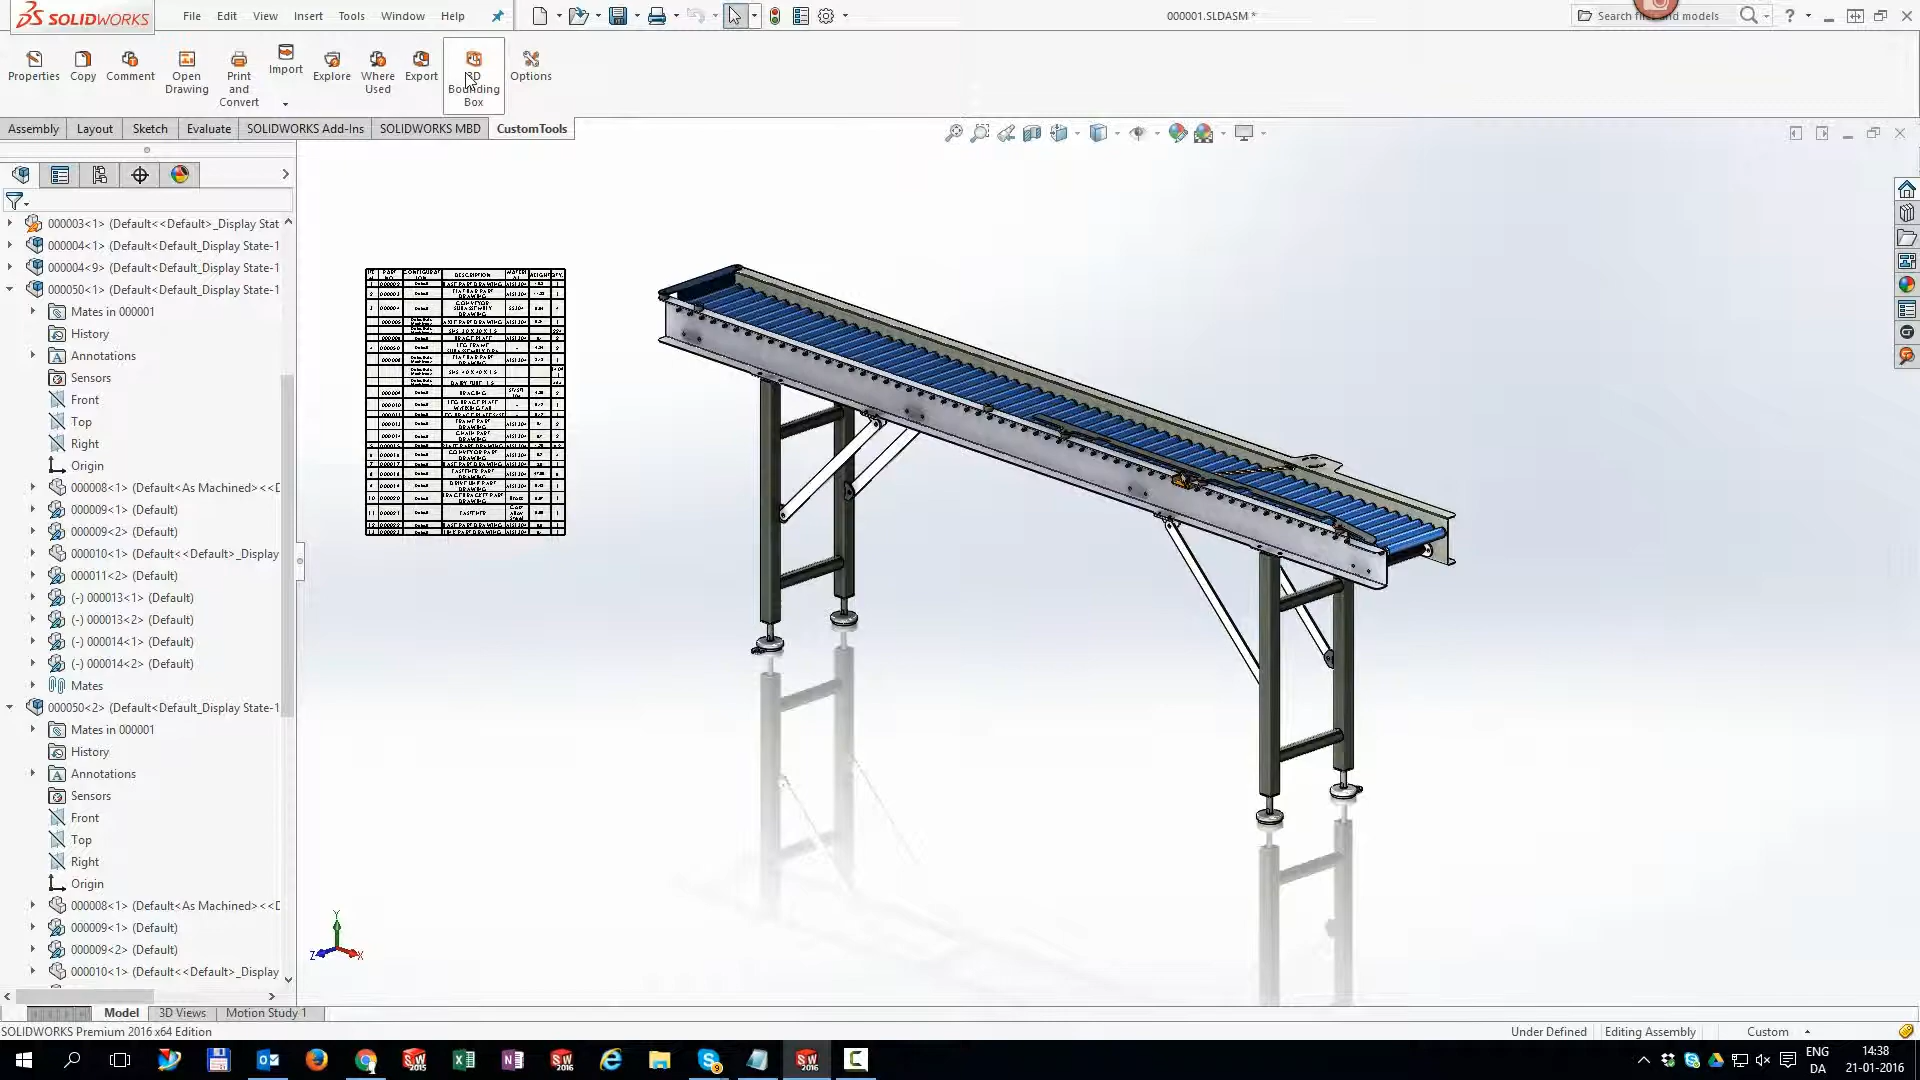 SOLIDWORKS
File Edit View Insert Tools Window Help
000001.SLDASM *
Search files and models
Properties Copy Comment Open Drawing Print and Convert Import Explore Where Used Export 3D Bounding Box Options
Assembly Layout Sketch Evaluate SOLIDWORKS Add-Ins SOLIDWORKS MBD CustomTools
000003<1> (Default<<Default>_Display Stat
000004<1> (Default<Default_Display State-1
000004<9> (Default<Default_Display State-1
000050<1> (Default<Default_Display State-1
Mates in 000001
History
Annotations
Sensors
Front
Top
Right
Origin
000008<1> (Default<As Machined><<D
000009<1> (Default)
000009<2> (Default)
000010<1> (Default<<Default>_Display
000011<2> (Default)
(-) 000013<1> (Default)
(-) 000013<2> (Default)
(-) 000014<1> (Default)
(-) 000014<2> (Default)
Mates
000050<2> (Default<Default_Display State-1
Mates in 000001
History
Annotations
Sensors
Front
Top
Right
Origin
000008<1> (Default<As Machined><<D
000009<1> (Default)
000009<2> (Default)
000010<1> (Default<<Default>_Display
Y
Z X
Model 3D Views Motion Study 1
SOLIDWORKS Premium 2016 x64 Edition
Under Defined Editing Assembly Custom
ENG 14:38
DA 21-01-2016